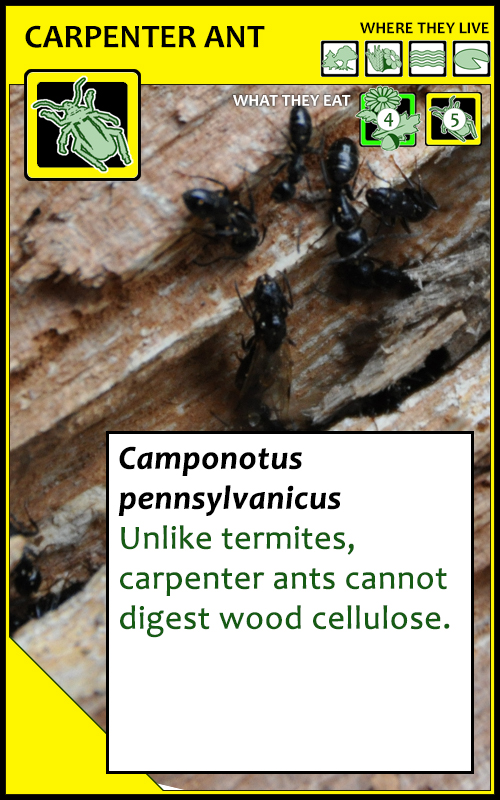 CARPENTER ANT
WHERE THEY LIVE
WHAT THEY EAT
4
5
Camponotus
pennsylvanicus
Unlike termites,
carpenter ants cannot
digest wood cellulose.